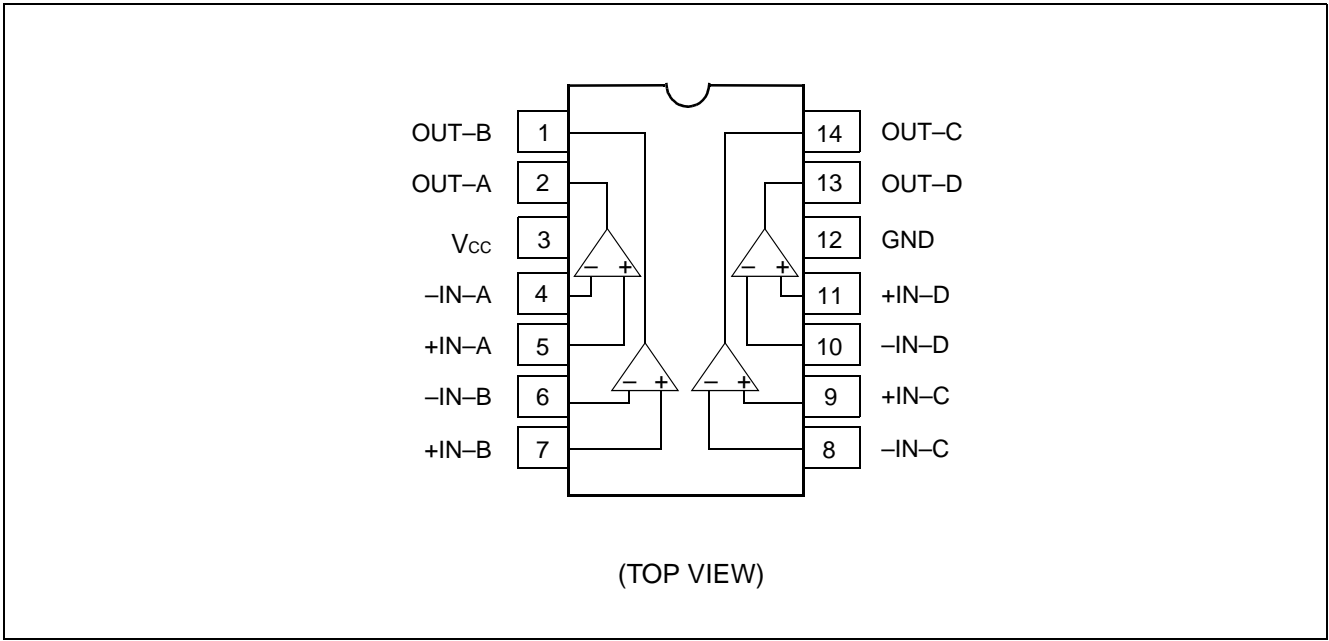 OUT–B 1 14 OUT–C
OUT–A 2 13 OUT–D
Vcc 3 12 GND
– + – +
–IN–A 4 11 +IN–D
+IN–A 5 10 –IN–D
– + – +
–IN–B 6 9 +IN–C
+IN–B 7 8 –IN–C
(TOP VIEW)